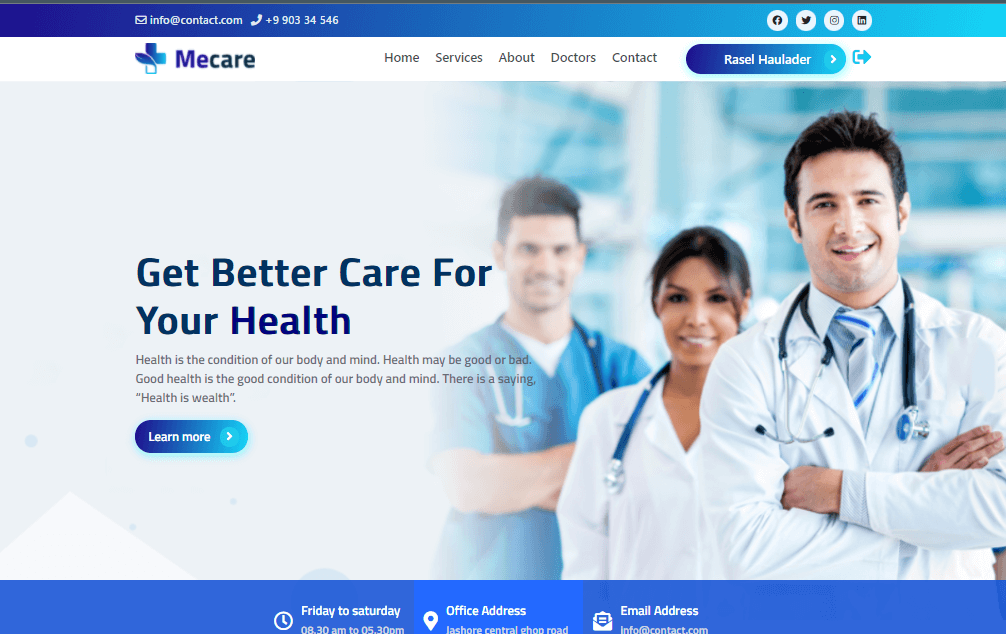 info@contact.com +9 903 34 546
Mecare
Home Services About Doctors Contact Rasel Haulader
Get Better Care For
Your Health
Health is the condition of our body and mind. Health may be good or bad.
Good health is the good condition of our body and mind. There is a saying,
“Health is wealth”.
Learn more
Friday to saturday Office Address Email Address
08.30 am to 05.30pm Jashore central ghop road info@contact.com